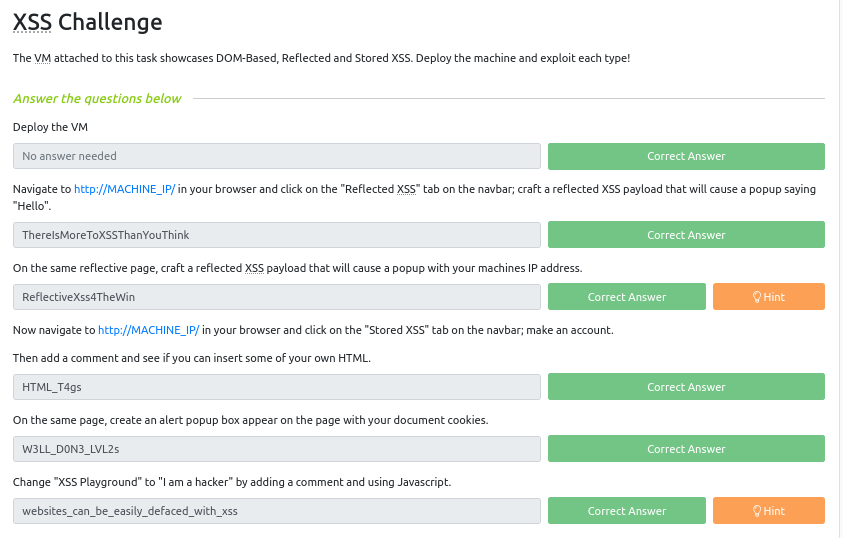 XSS Challenge
The VM attached to this task showcases DOM-Based, Reflected and Stored XSS. Deploy the machine and exploit each type!
Answer the questions below
Deploy the VM
No answer needed
Correct Answer
Navigate to http://MACHINE_IP/ in your browser and click on the "Reflected XSS" tab on the navbar; craft a reflected XSS payload that will cause a popup saying
"Hello".
ThereIsMoreToXSSThanYouThink
Correct Answer
On the same reflective page, craft a reflected XSS payload that will cause a popup with your machines IP address.
ReflectiveXss4TheWin
Correct Answer
Hint
Now navigate to http://MACHINE_IP/ in your browser and click on the "Stored XSS" tab on the navbar; make an account.
Then add a comment and see if you can insert some of your own HTML.
HTML_T4gs
Correct Answer
On the same page, create an alert popup box appear on the page with your document cookies.
W3LL_D0N3_LVL2s
Correct Answer
Change "XSS Playground" to "I am a hacker" by adding a comment and using Javascript.
websites_can_be_easily_defaced_with_xss
Correct Answer
Hint